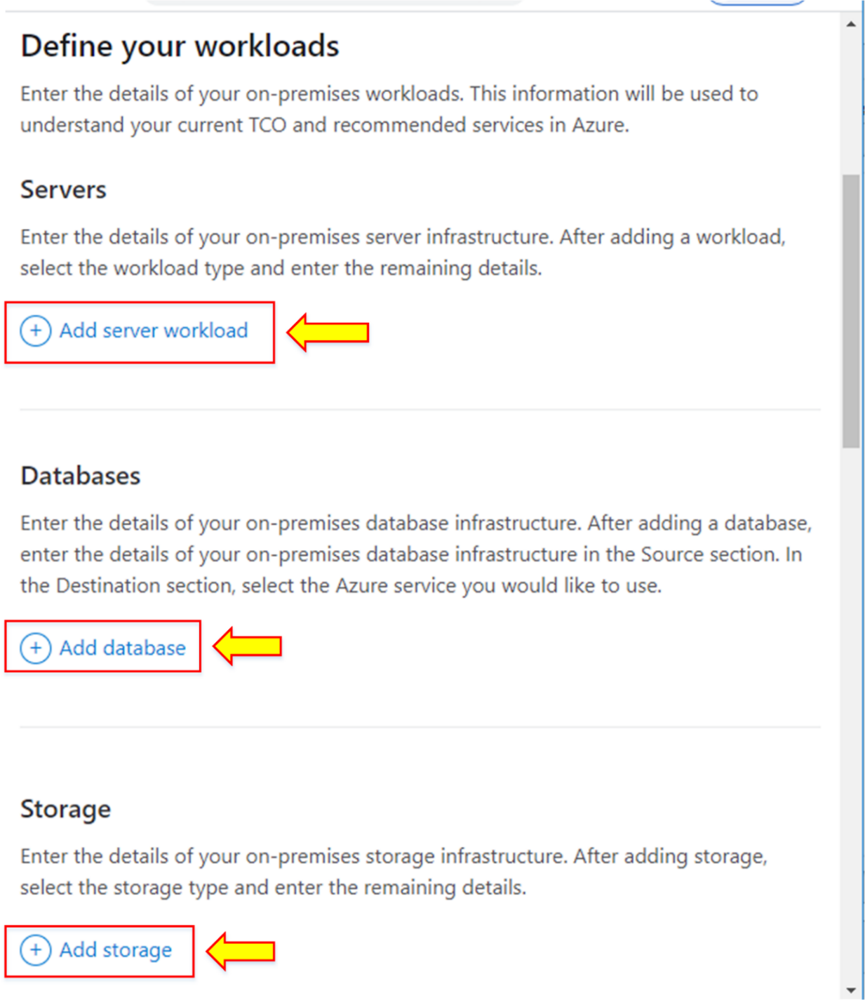 Define your workloads
Enter the details of your on-premises workloads. This information will be used to
understand your current TCO and recommended services in Azure.
Servers
Enter the details of your on-premises server infrastructure. After adding a workload,
select the workload type and enter the remaining details.
Add server workload
Databases
Enter the details of your on-premises database infrastructure. After adding a database,
enter the details of your on-premises database infrastructure in the Source section. In
the Destination section, select the Azure service you would like to use.
Add database
Storage
Enter the details of your on-premises storage infrastructure. After adding storage,
select the storage type and enter the remaining details.
Add storage